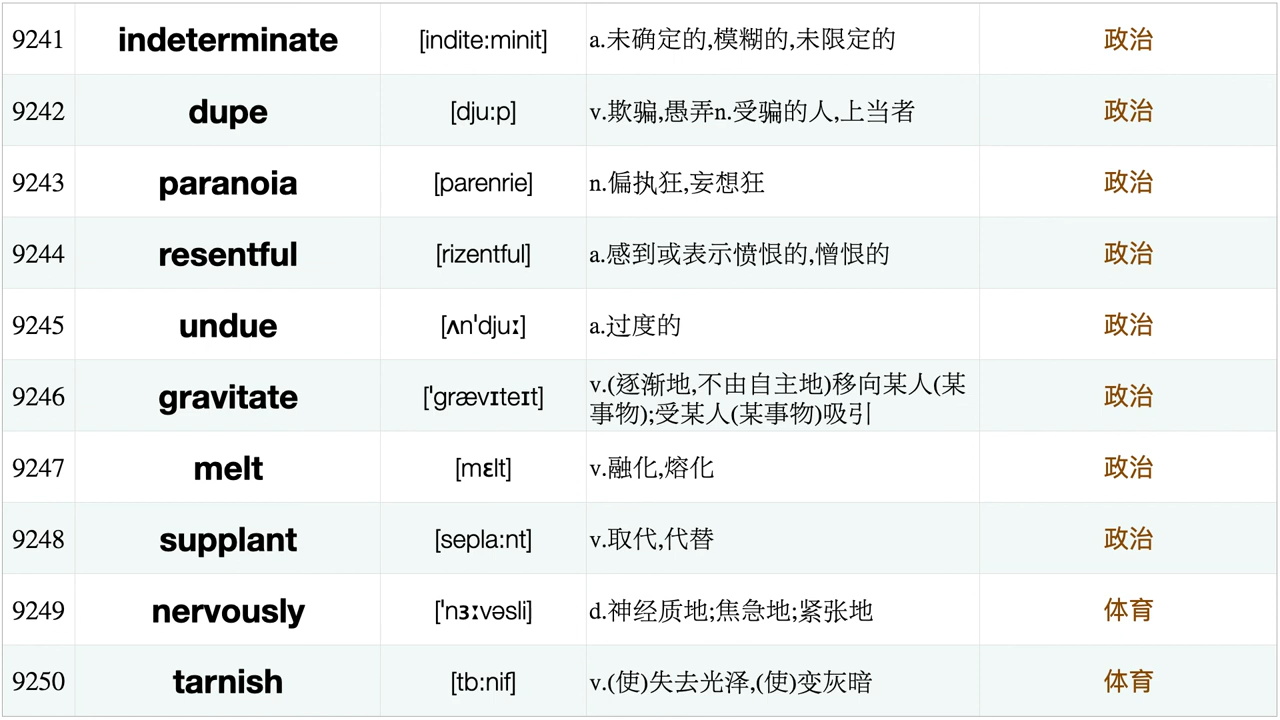 9241 indeterminate [indite:minit] a.未确定的,模糊的,未限定的 政治
9242 dupe [dju:p] v.欺骗,愚弄n.受骗的人,上当者 政治
9243 paranoia [parenrie] n.偏执狂,妄想狂 政治
9244 resentful [rizentful] a.感到或表示愤恨的,憎恨的 政治
9245 undue [ʌn'djuː] a.过度的 政治
9246 gravitate ['grævɪteɪt] v.(逐渐地,不由自主地)移向某人(某
事物);受某人(某事物)吸引 政治
9247 melt [mɛlt] v.融化,熔化 政治
9248 supplant [sepla:nt] v.取代,代替 政治
9249 nervously ['nɜːvəsli] d.神经质地;焦急地;紧张地 体育
9250 tarnish [tb:nif] v.(使)失去光泽,(使)变灰暗 体育